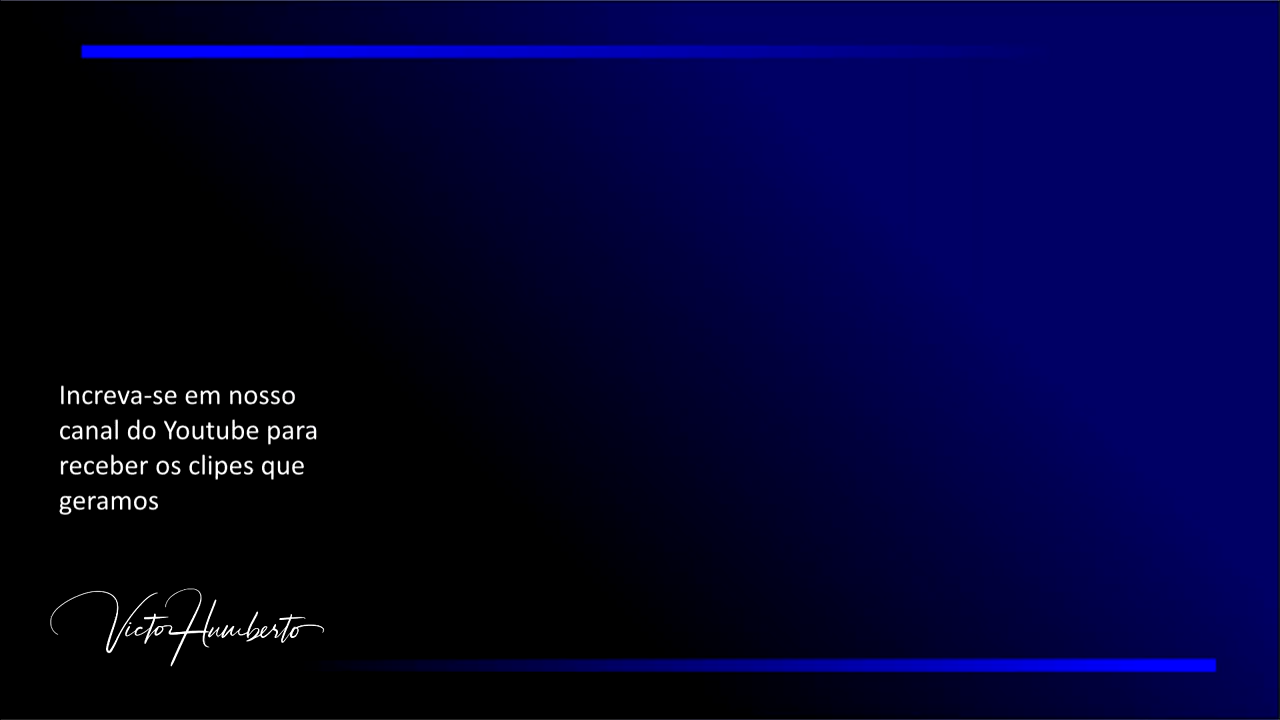 Increva-se em nosso
canal do Youtube para
receber os clipes que
geramos
Victor Humberto